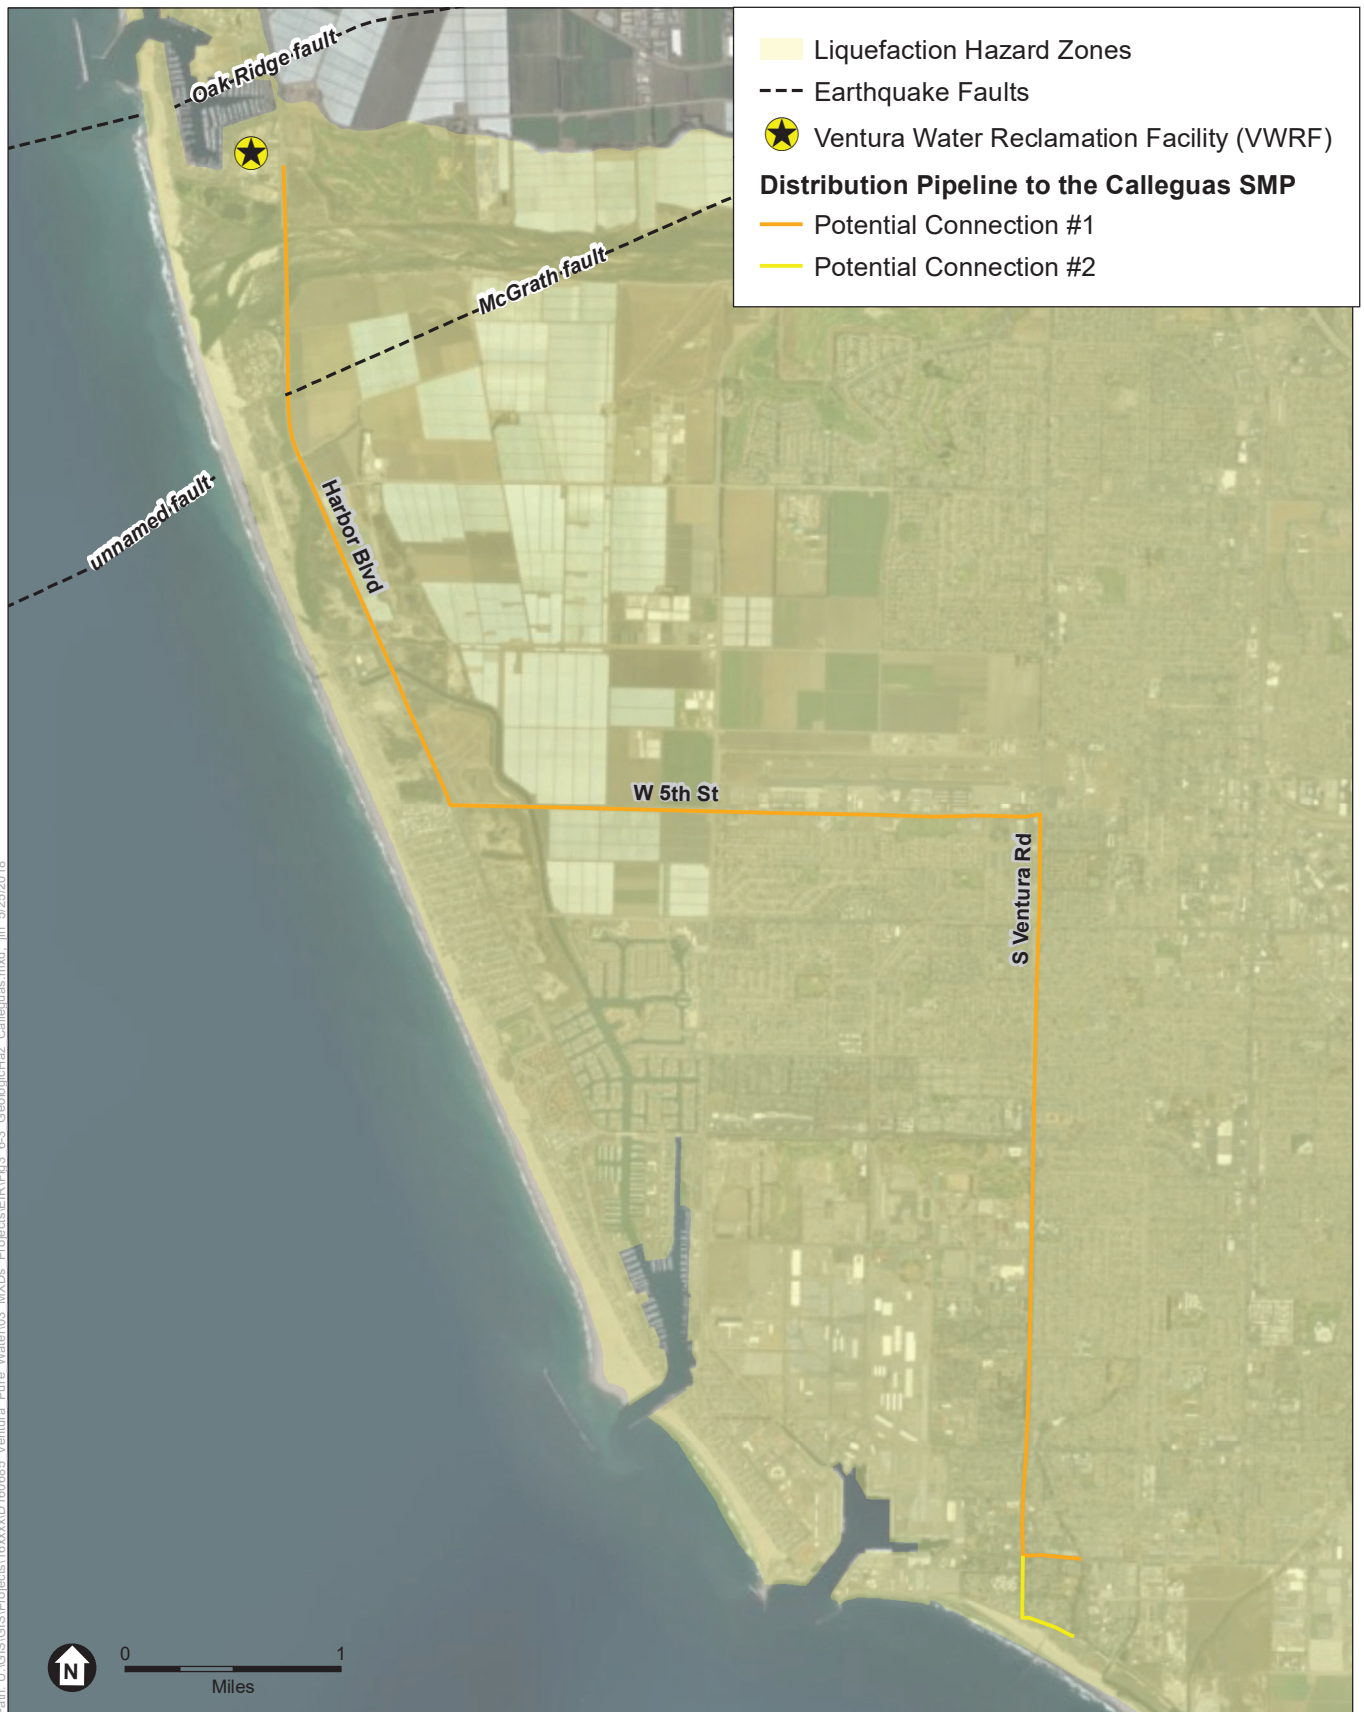 Liquefaction Hazard Zones
Earthquake Faults
Ventura Water Reclamation Facility (VWRF)
Distribution Pipeline to the Calleguas SMP
Potential Connection #1
Potential Connection #2
Oak Ridge fault
McGrath fault
unnamed fault
Harbor Blvd
W 5th St
S Ventura Rd
N
0 1
Miles